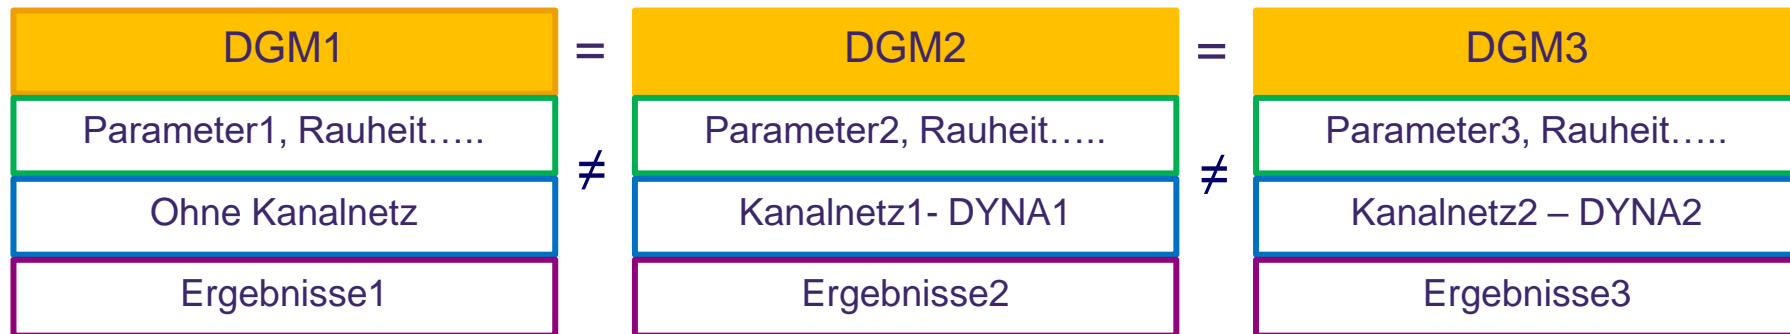 DGM1 = DGM2 = DGM3
Parameter1, Rauheit….. Parameter2, Rauheit….. Parameter3, Rauheit…..
≠ ≠
Ohne Kanalnetz Kanalnetz1- DYNA1 Kanalnetz2 – DYNA2
Ergebnisse1 Ergebnisse2 Ergebnisse3